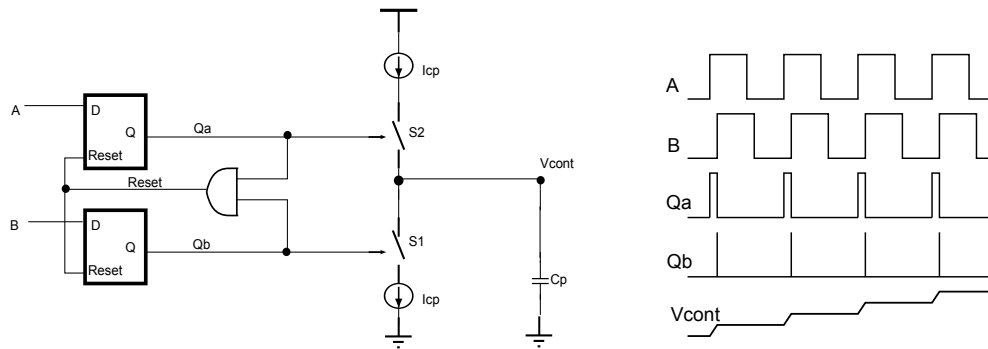 Icp
A
D
Q
Reset
Qa
S2
Reset
Vcont
B
D
Q
Reset
Qb
S1
Icp
Cp
A
B
Qa
Qb
Vcont